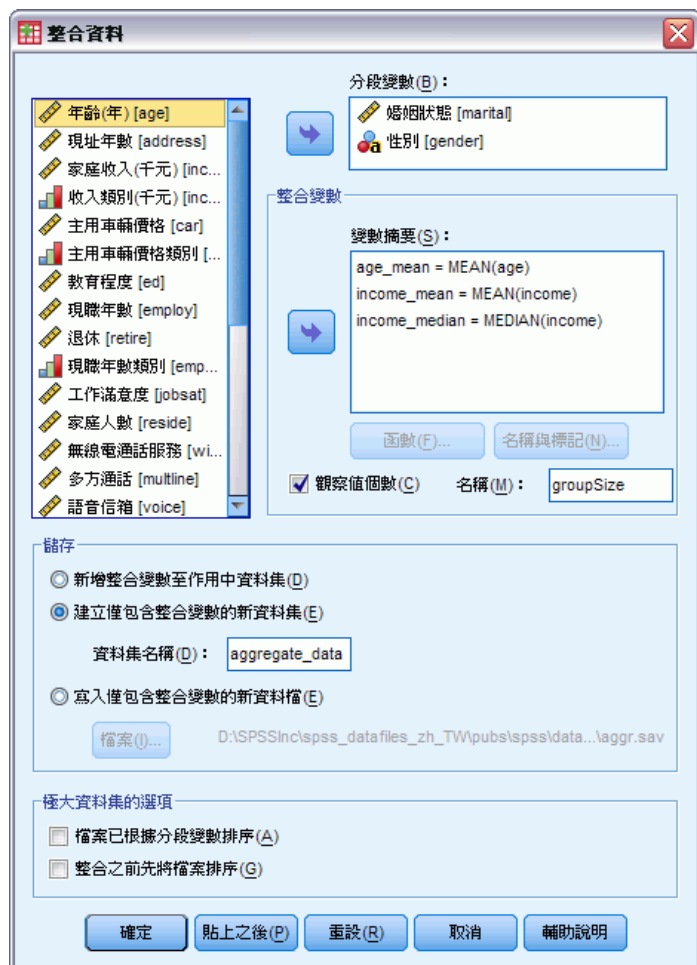 整合資料
年齡(年) [age]
現址年數 [address]
家庭收入(千元) [inc...
收入類別(千元) [inc...
主用車輛價格 [car]
主用車輛價格類別 [...
教育程度 [ed]
現職年數 [employ]
退休 [retire]
現職年數類別 [emp...
工作滿意度 [jobsat]
家庭人數 [reside]
無線電通話服務 [wi...
多方通話 [multline]
語音信箱 [voice]
分段變數(B)：
婚姻狀態 [marital]
a 性別 [gender]
整合變數
變數摘要(S)：
age_mean = MEAN(age)
income_mean = MEAN(income)
income_median = MEDIAN(income)
函數(F)... 名稱與標記(N)...
觀察值個數(C) 名稱(M)： groupSize
儲存
新增整合變數至作用中資料集(D)
建立僅包含整合變數的新資料集(E)
資料集名稱(D)： aggregate_data
寫入僅包含整合變數的新資料檔(E)
檔案(I)... D:\SPSSInc\spss_datafiles_zh_TW\pubs\spss\data...\aggr.sav
極大資料集的選項
檔案已根據分段變數排序(A)
整合之前先將檔案排序(G)
確定 貼上之後(P) 重設(R) 取消 輔助說明